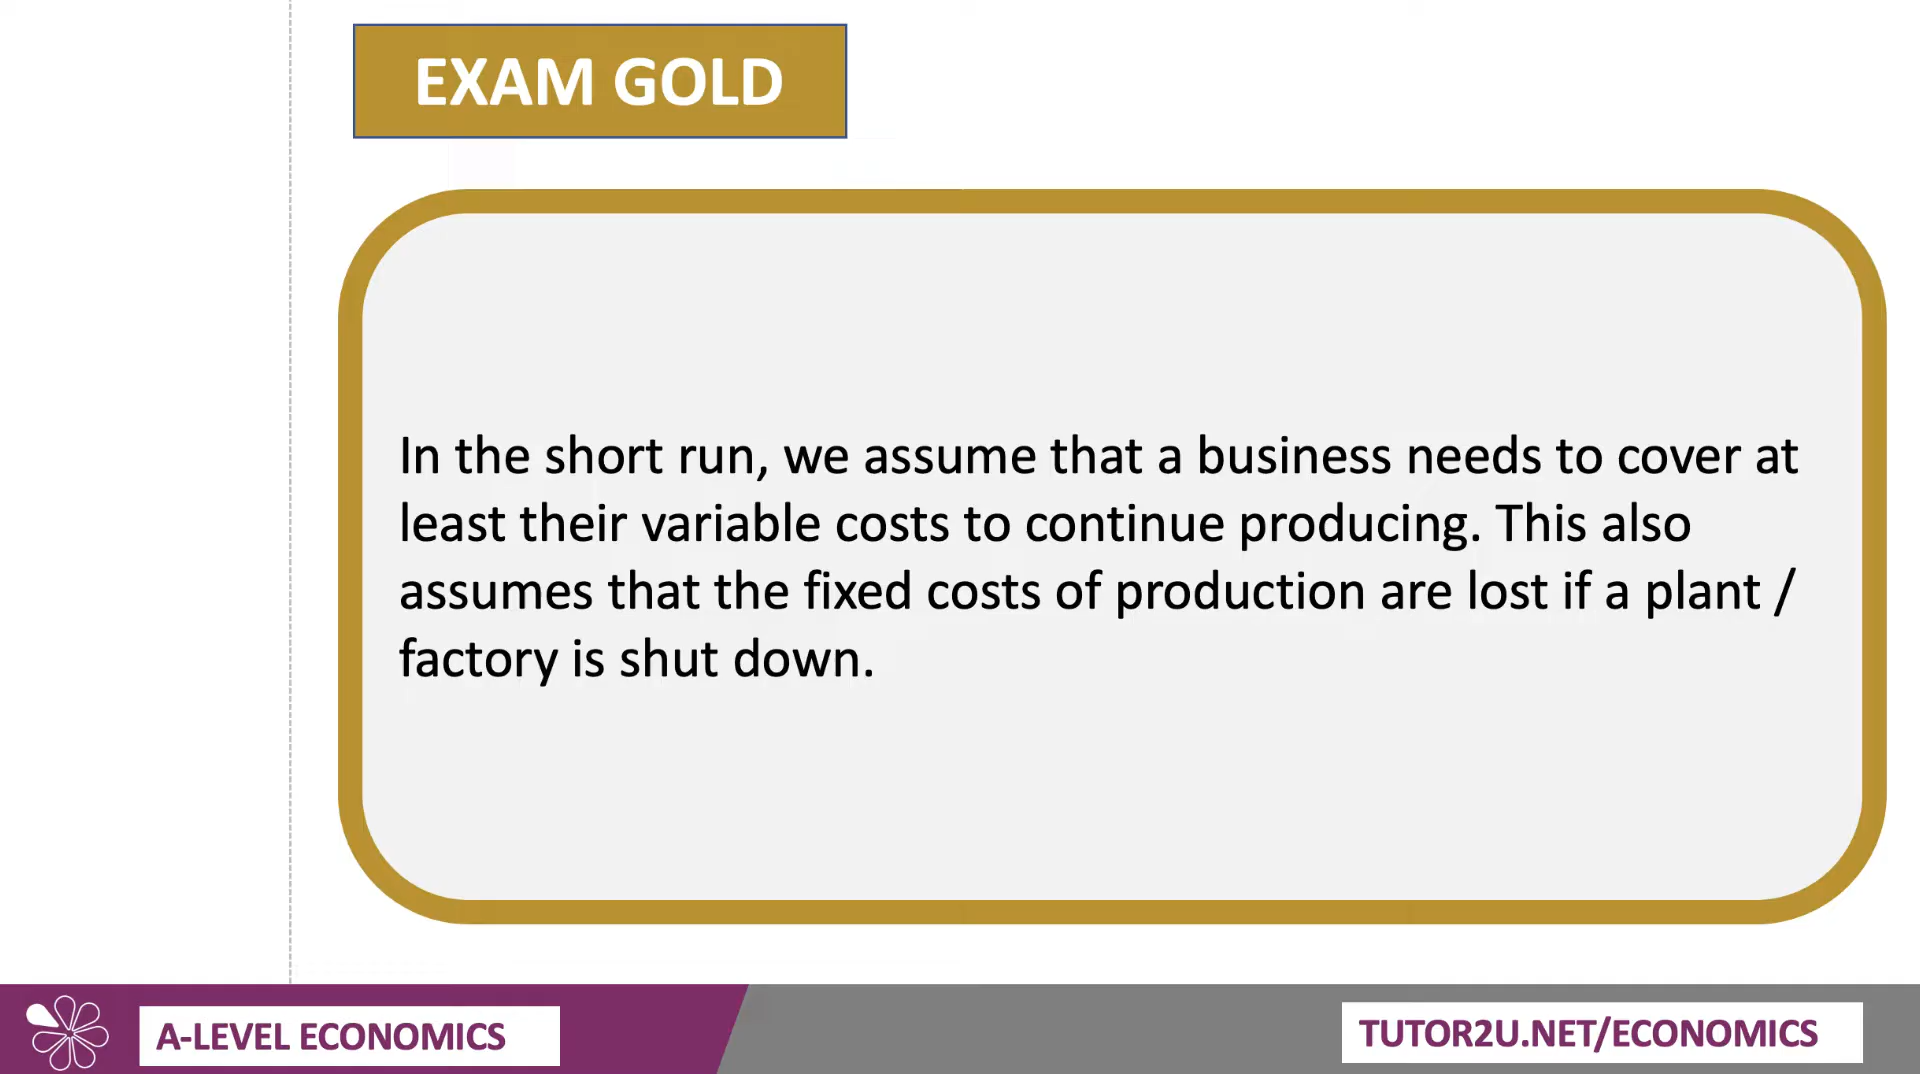 EXAM GOLD
In the short run, we assume that a business needs to cover at
least their variable costs to continue producing. This also
assumes that the fixed costs of production are lost if a plant /
factory is shut down.
A-LEVEL ECONOMICS
TUTOR2U.NET/ECONOMICS